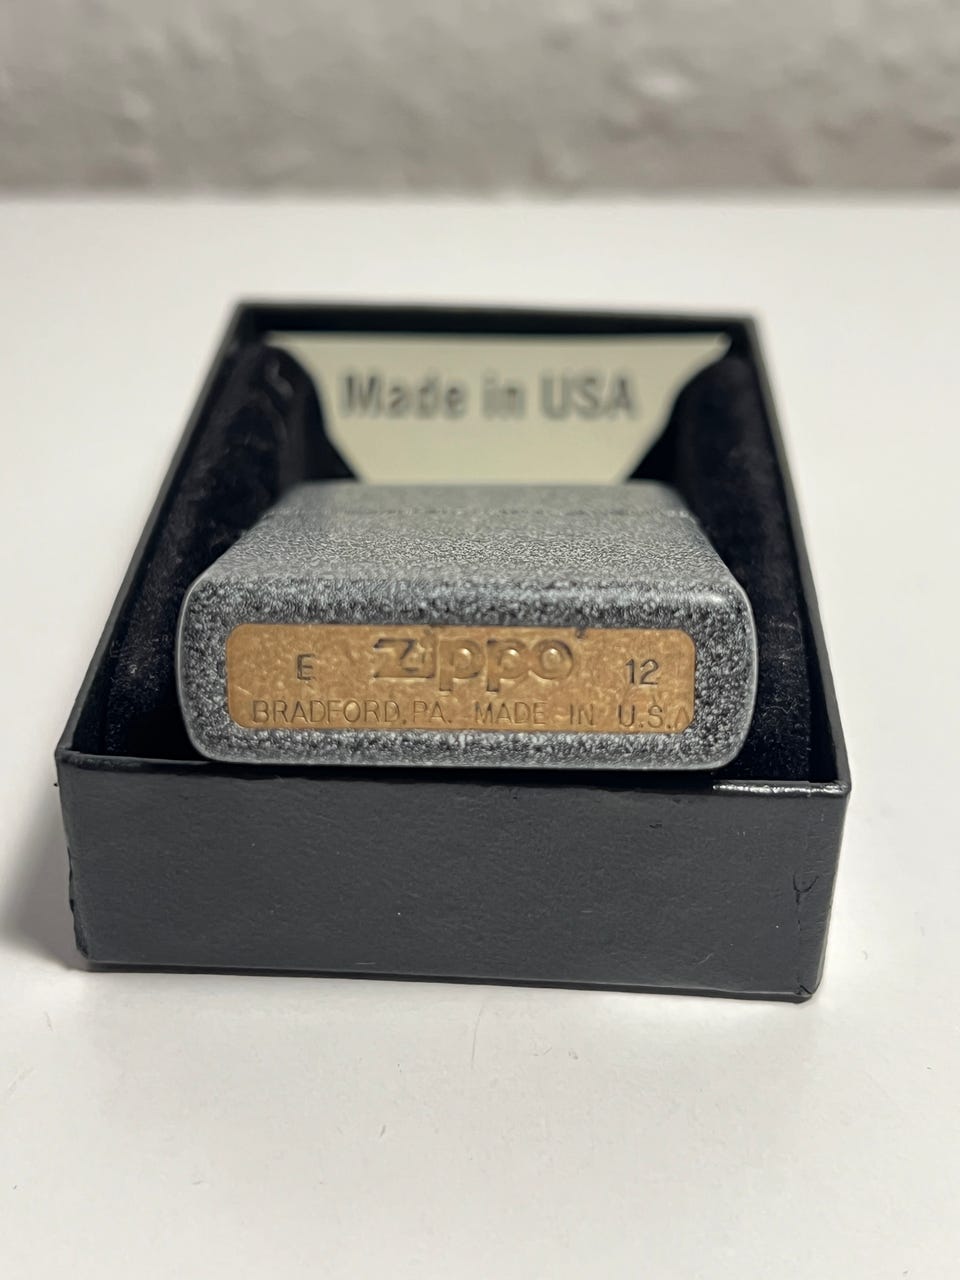 Made in USA
E Zippo 12
BRADFORD, PA. MADE IN U.S.A